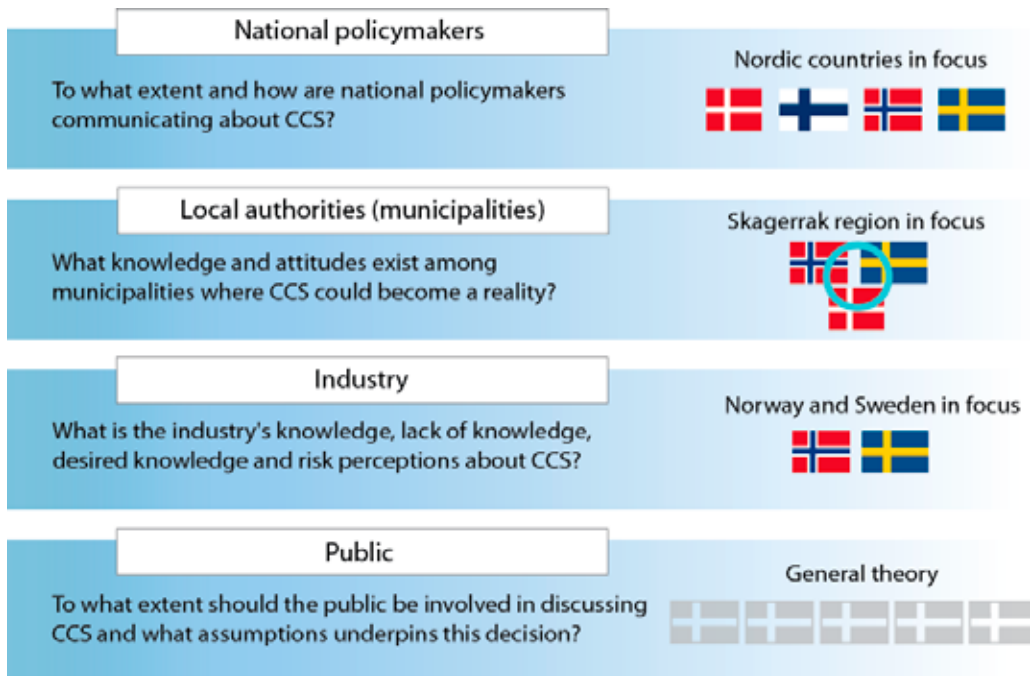 National policymakers
Nordic countries in focus
To what extent and how are national policymakers
communicating about CCS?
Local authorities (municipalities)
Skagerrak region in focus
What knowledge and attitudes exist among
municipalities where CCS could become a reality?
Industry
Norway and Sweden in focus
What is the industry's knowledge, lack of knowledge,
desired knowledge and risk perceptions about CCS?
Public
General theory
To what extent should the public be involved in discussing
CCS and what assumptions underpins this decision?